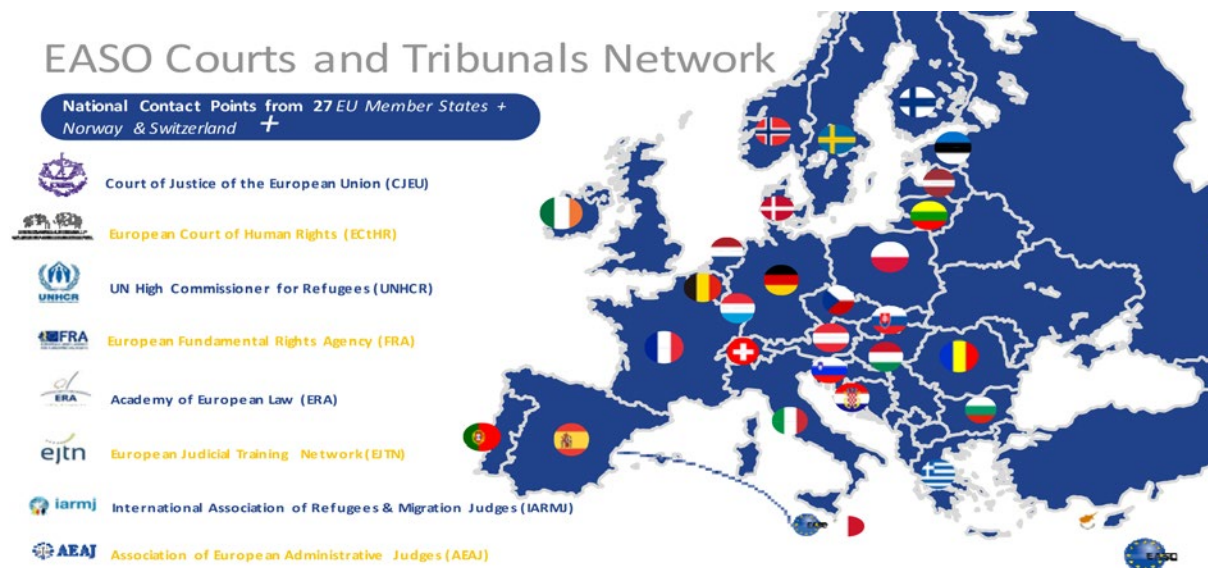 EASO Courts and Tribunals Network
National Contact Points from 27 EU Member States +
Norway & Switzerland +
Court of Justice of the European Union (CJEU)
European Court of Human Rights (ECtHR)
UNHCR
UN High Commissioner for Refugees (UNHCR)
FRA
European Fundamental Rights Agency (FRA)
ERA
Academy of European Law (ERA)
ejtn
European Judicial Training Network (EJTN)
iarmj
International Association of Refugees & Migration Judges (IARMJ)
AEAJ
Association of European Administrative Judges (AEAJ)
EASO
EASO